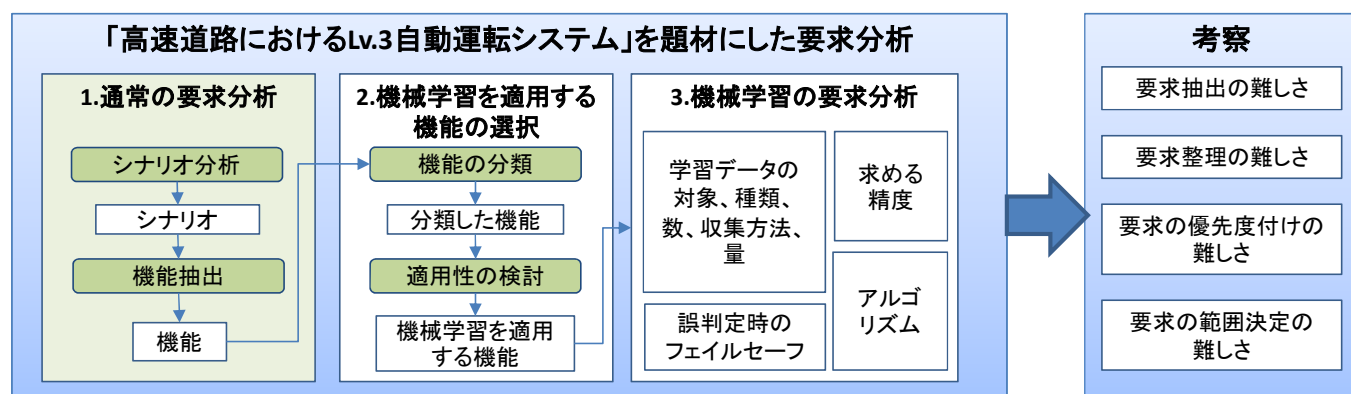 「高速道路におけるLv.3自動運転システム」を題材にした要求分析
1.通常の要求分析
シナリオ分析
シナリオ
機能抽出
機能
2.機械学習を適用する
機能の選択
機能の分類
分類した機能
適用性の検討
機械学習を適用
する機能
3.機械学習の要求分析
学習データの
対象、種類、
数、収集方法、
量
求める
精度
誤判定時の
フェイルセーフ
アルゴ
リズム
考察
要求抽出の難しさ
要求整理の難しさ
要求の優先度付けの
難しさ
要求の範囲決定の
難しさ